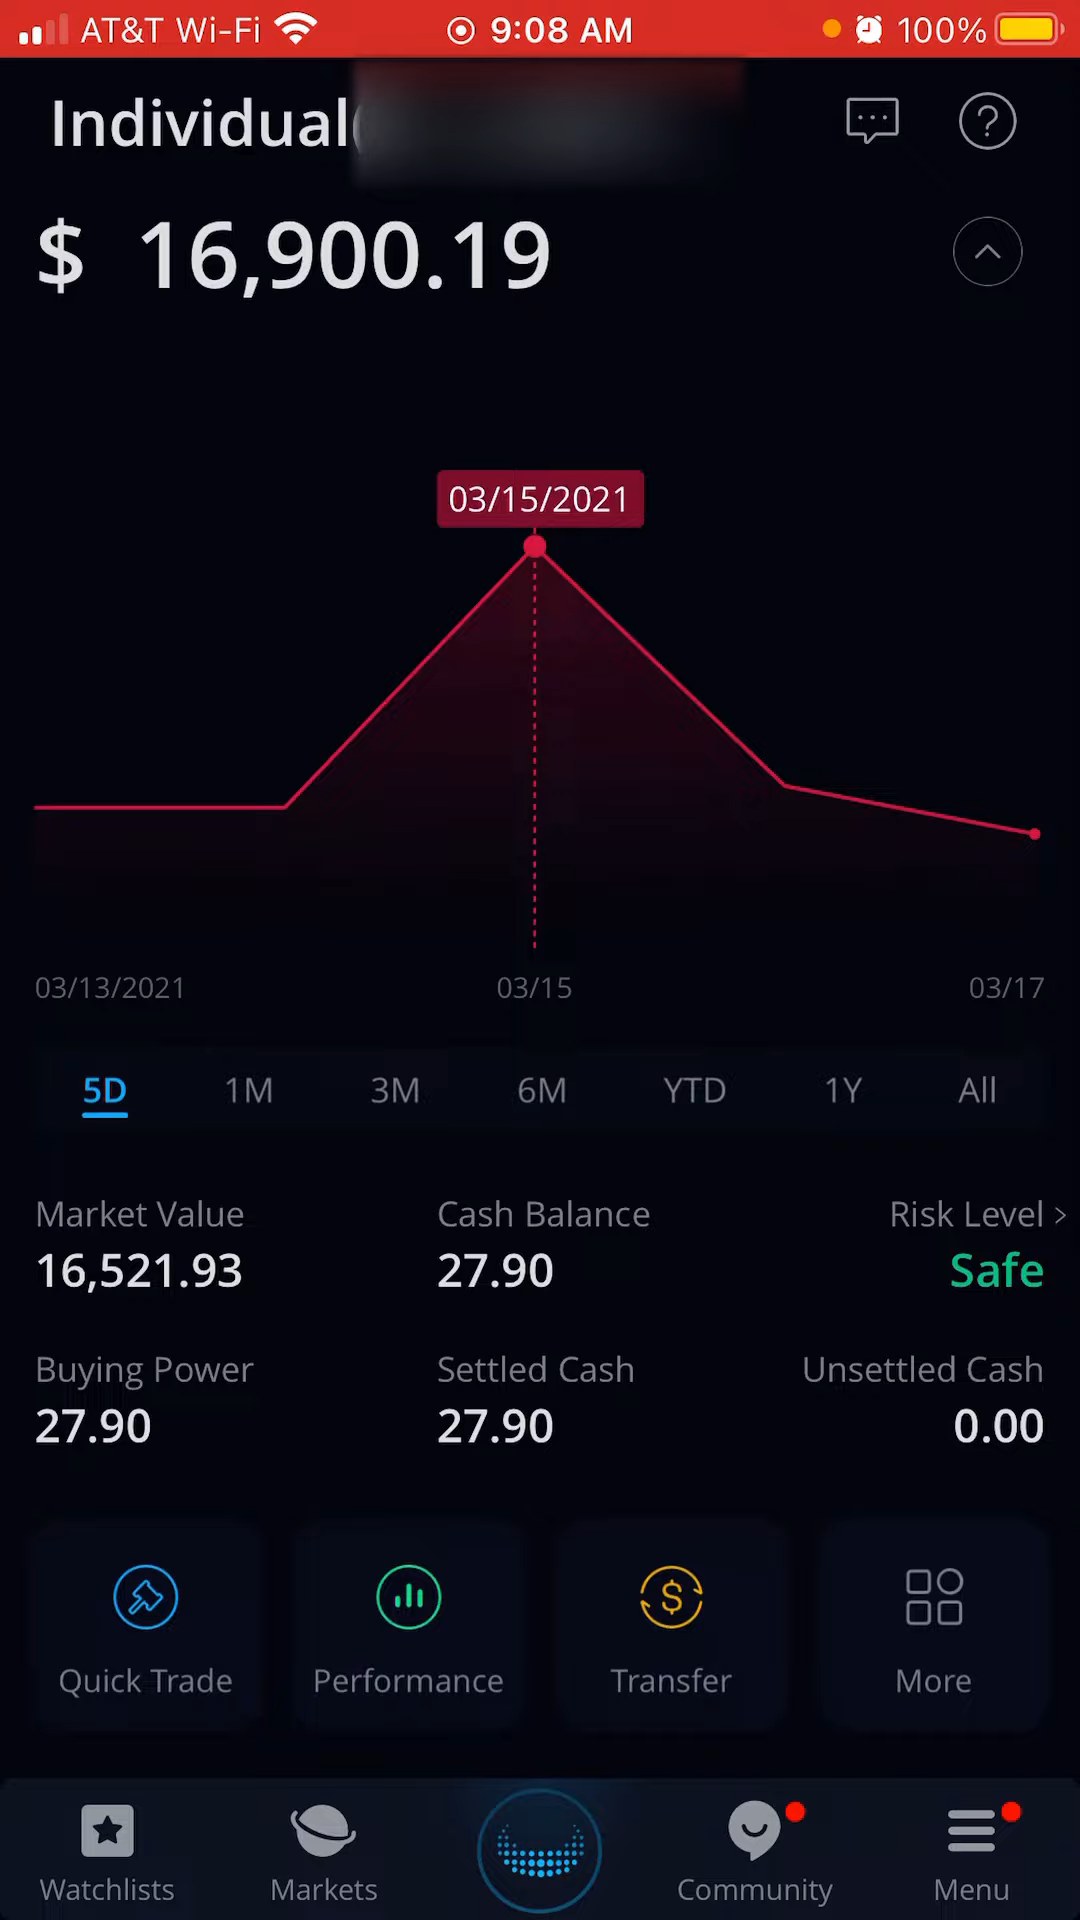 AT&T Wi-Fi 9:08 AM 100%
Individual(
$ 16,900.19
03/15/2021
03/13/2021 03/15 03/17
5D 1M 3M 6M YTD 1Y All
Market Value Cash Balance Risk Level >
16,521.93 27.90 Safe
Buying Power Settled Cash Unsettled Cash
27.90 27.90 0.00
Quick Trade Performance Transfer More
Watchlists Markets Community Menu